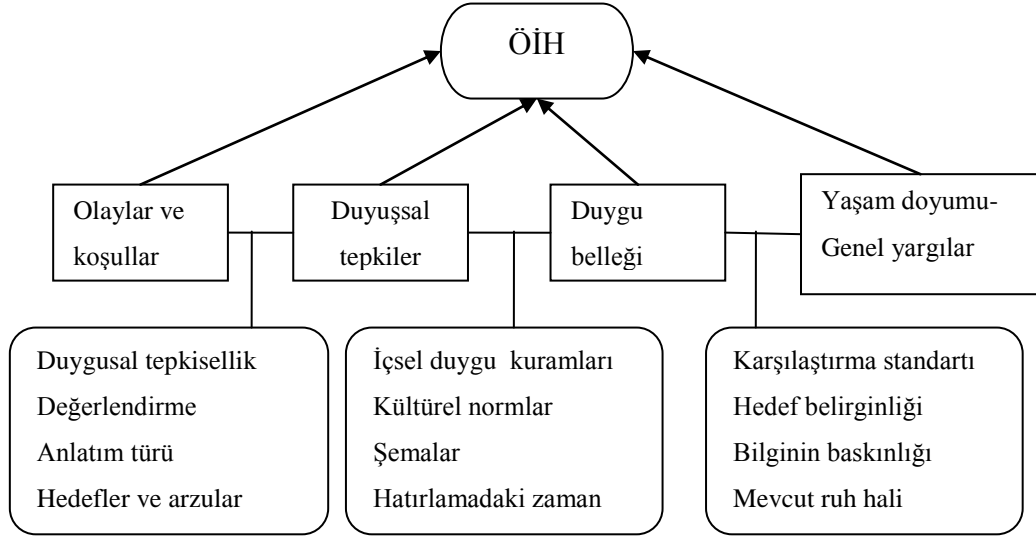 ÖİH
Olaylar ve
koşullar
Duyuşsal
tepkiler
Duygu
belleği
Yaşam doyumu-
Genel yargılar
Duygusal tepkisellik
Değerlendirme
Anlatım türü
Hedefler ve arzular
İçsel duygu kuramları
Kültürel normlar
Şemalar
Hatırlamadaki zaman
Karşılaştırma standartı
Hedef belirginliği
Bilginin baskınlığı
Mevcut ruh hali